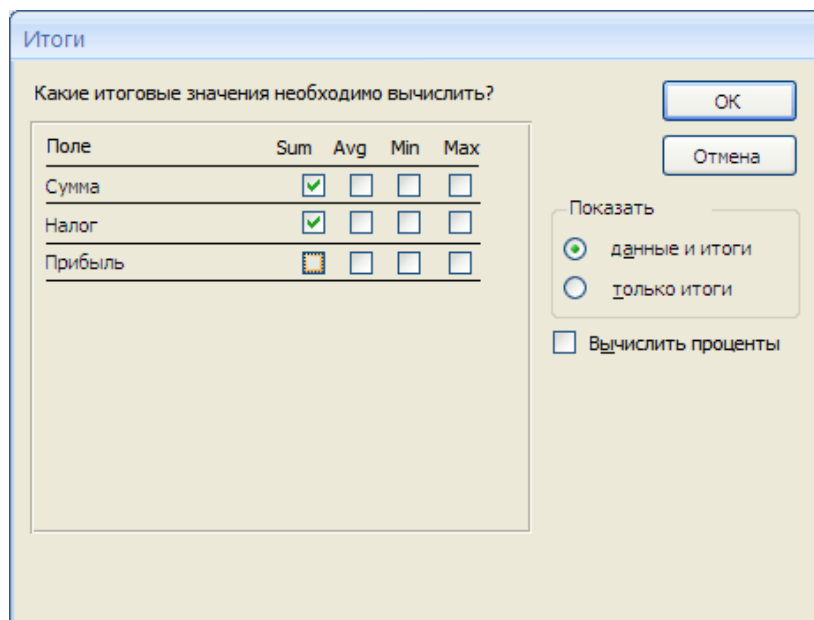 Итоги
Какие итоговые значения необходимо вычислить?
OK
Отмена
Поле Sum Avg Min Max
Сумма
Налог
Прибыль
Показать
данные и итоги
только итоги
Вычислить проценты